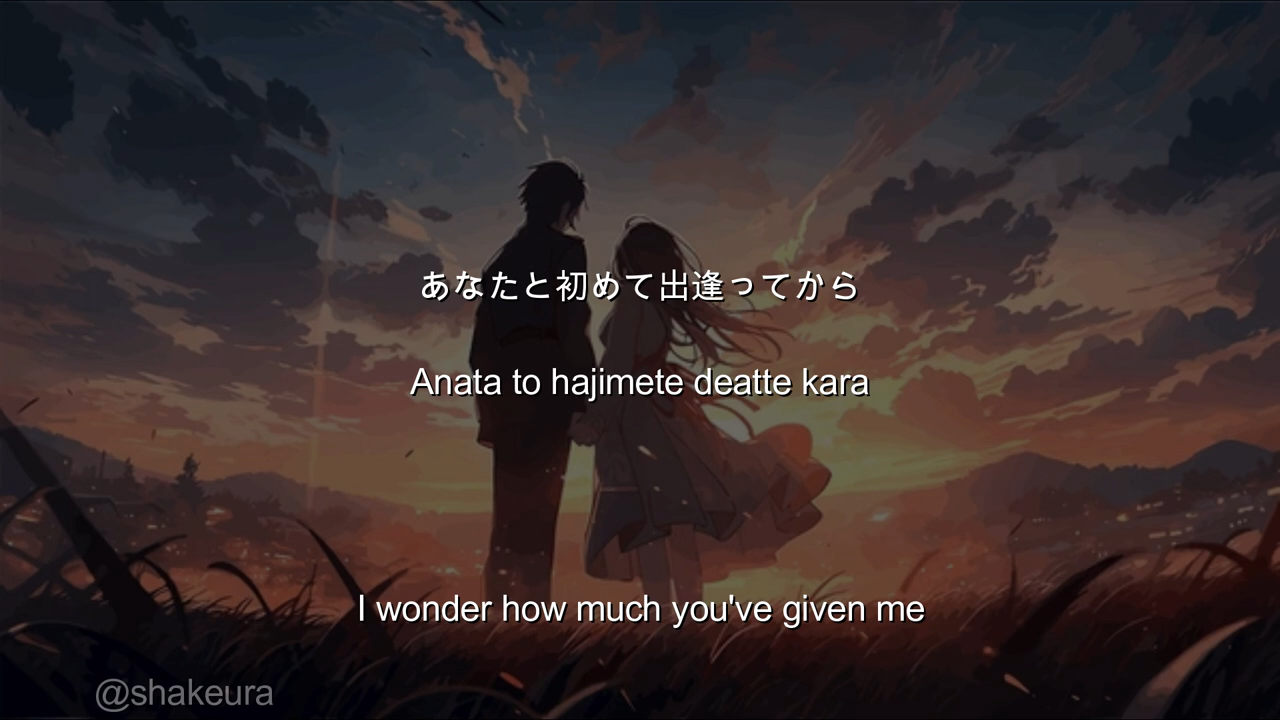 あなたと初めて出逢ってから
Anata to hajimete deatte kara
I wonder how much you've given me
@shakeura